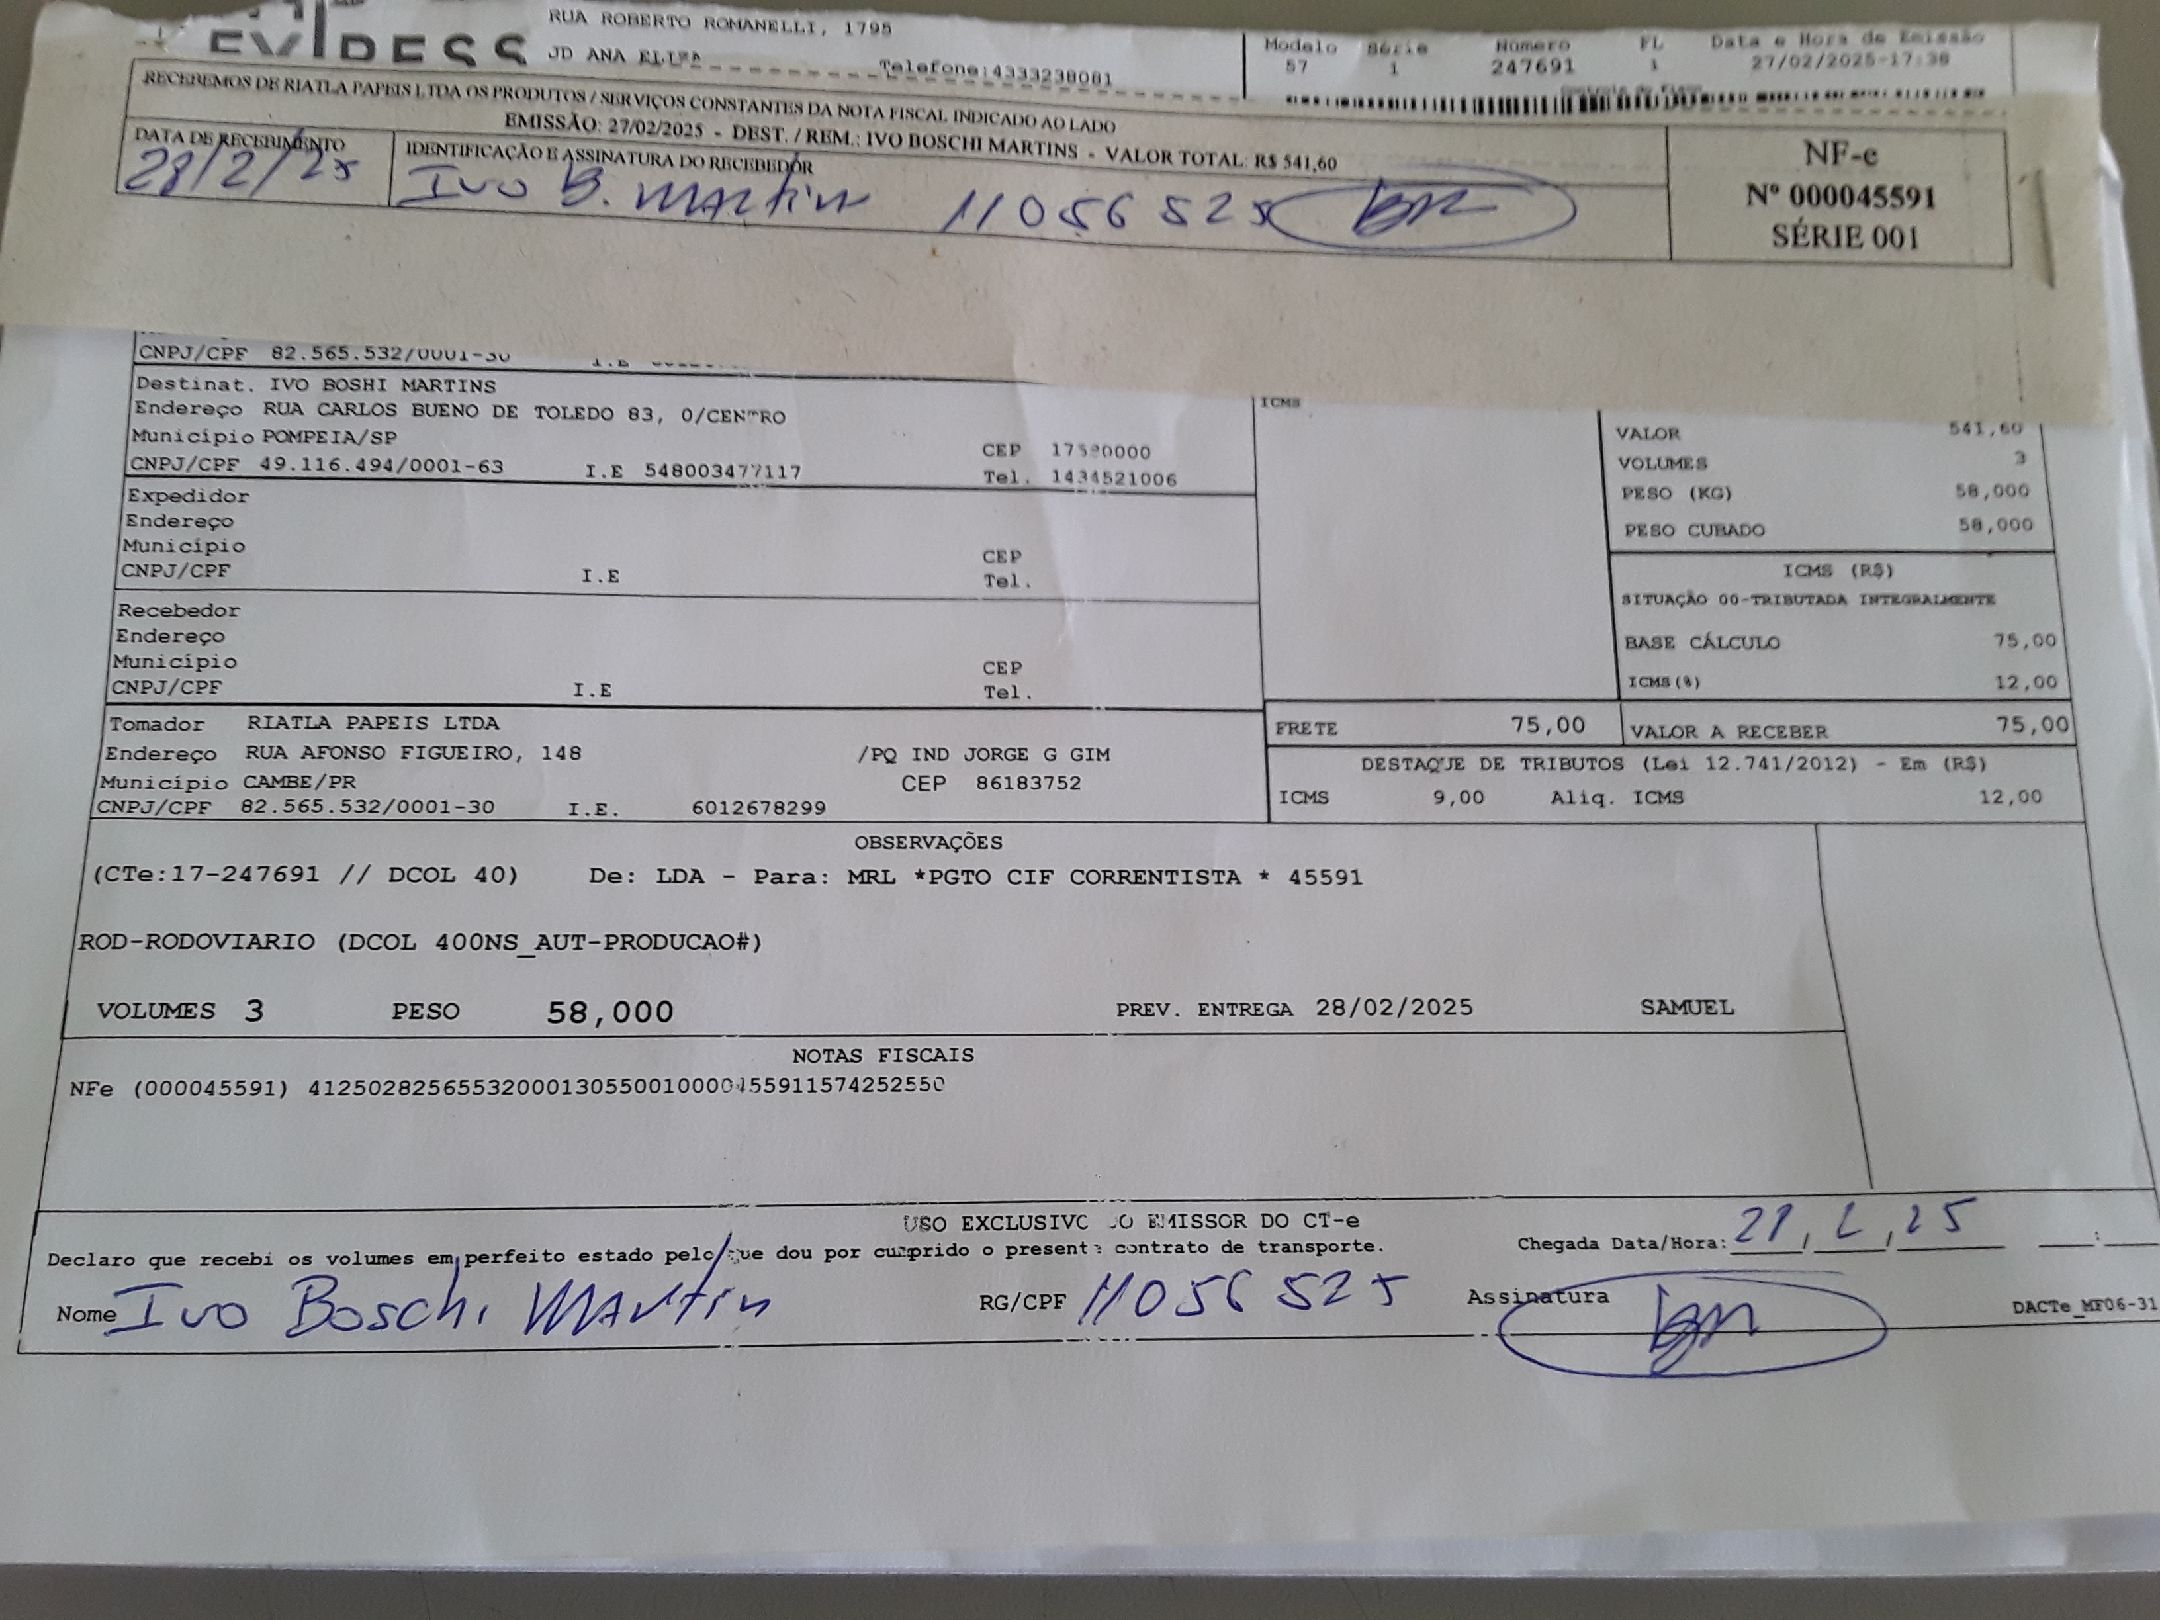 RUA ROBERTO ROMANELLI, 1795
JD ANA ELIZA
Telefone:4333238081
Modelo Série Número FL Data e Hora de Emissão
57 1 247691 1 27/02/2025-17:38
RECEBEMOS DE RIATLA PAPEIS LTDA OS PRODUTOS / SERVIÇOS CONSTANTES DA NOTA FISCAL INDICADO AO LADO
EMISSÃO: 27/02/2025 - DEST. / REM.: IVO BOSCHI MARTINS - VALOR TOTAL: R$ 541,60
DATA DE RECEBIMENTO IDENTIFICAÇÃO E ASSINATURA DO RECEBEDOR
28/2/25 Ivo B. Martin 11056525
NF-e
Nº 000045591
SÉRIE 001
CNPJ/CPF 82.565.532/0001-30 I.E
Destinat. IVO BOSHI MARTINS
Endereço RUA CARLOS BUENO DE TOLEDO 83, 0/CENTRO
Município POMPEIA/SP CEP 17580000
CNPJ/CPF 49.116.494/0001-63 I.E 548003477117 Tel. 1434521006
ICMS
VALOR 541,60
VOLUMES 3
PESO (KG) 58,000
PESO CUBADO 58,000
Expedidor
Endereço
Município CEP
CNPJ/CPF I.E Tel.
ICMS (R$)
SITUAÇÃO 00-TRIBUTADA INTEGRALMENTE
BASE CÁLCULO 75,00
ICMS(%) 12,00
Recebedor
Endereço
Município CEP
CNPJ/CPF I.E Tel.
FRETE 75,00 VALOR A RECEBER 75,00
Tomador RIATLA PAPEIS LTDA
Endereço RUA AFONSO FIGUEIRO, 148 /PQ IND JORGE G GIM
Município CAMBE/PR CEP 86183752
CNPJ/CPF 82.565.532/0001-30 I.E. 6012678299
DESTAQUE DE TRIBUTOS (Lei 12.741/2012) - Em (R$)
ICMS 9,00 Aliq. ICMS 12,00
OBSERVAÇÕES
(CTe:17-247691 // DCOL 40) De: LDA - Para: MRL *PGTO CIF CORRENTISTA * 45591
ROD-RODOVIARIO (DCOL 400NS_AUT-PRODUCAO#)
VOLUMES 3 PESO 58,000 PREV. ENTREGA 28/02/2025 SAMUEL
NOTAS FISCAIS
NFe (000045591) 41250282565532000130550010000455911574252550
USO EXCLUSIVO DO EMISSOR DO CT-e
Declaro que recebi os volumes em perfeito estado pelo que dou por cumprido o presente contrato de transporte.
Chegada Data/Hora: 28, 2, 25 :
Nome Ivo Boschi Martin RG/CPF 11056525 Assinatura
DACTe_MF06-31